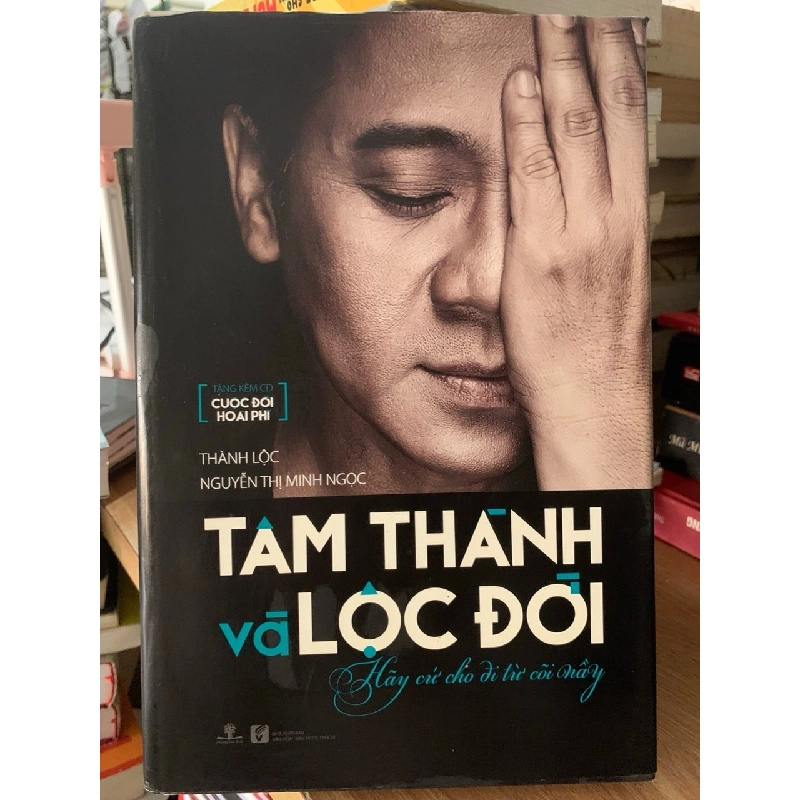 TẶNG KÈM CD
CUỘC ĐỜI
HOÀI PHÍ
THÀNH LỘC
NGUYỄN THỊ MINH NGỌC
TÂM THÀNH
và LỘC ĐỜI
Hãy cứ cho đi từ cõi nầy